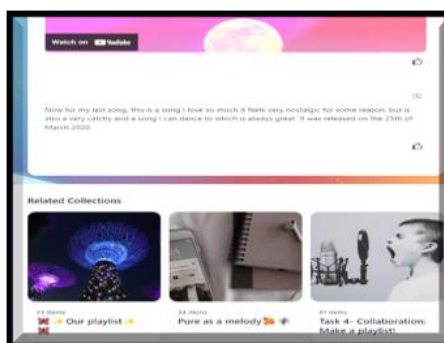 Watch on YouTube
Now for my last song, this is a song I love so much it feels very nostalgic for some reason, but is
also a very catchy and a song I can dance to which is always great. It was released on the 25th of
March 2020.
Related Collections
items
Our playlist
items
Pure as a melody
items
Task 4- Collaboration:
Make a playlist!